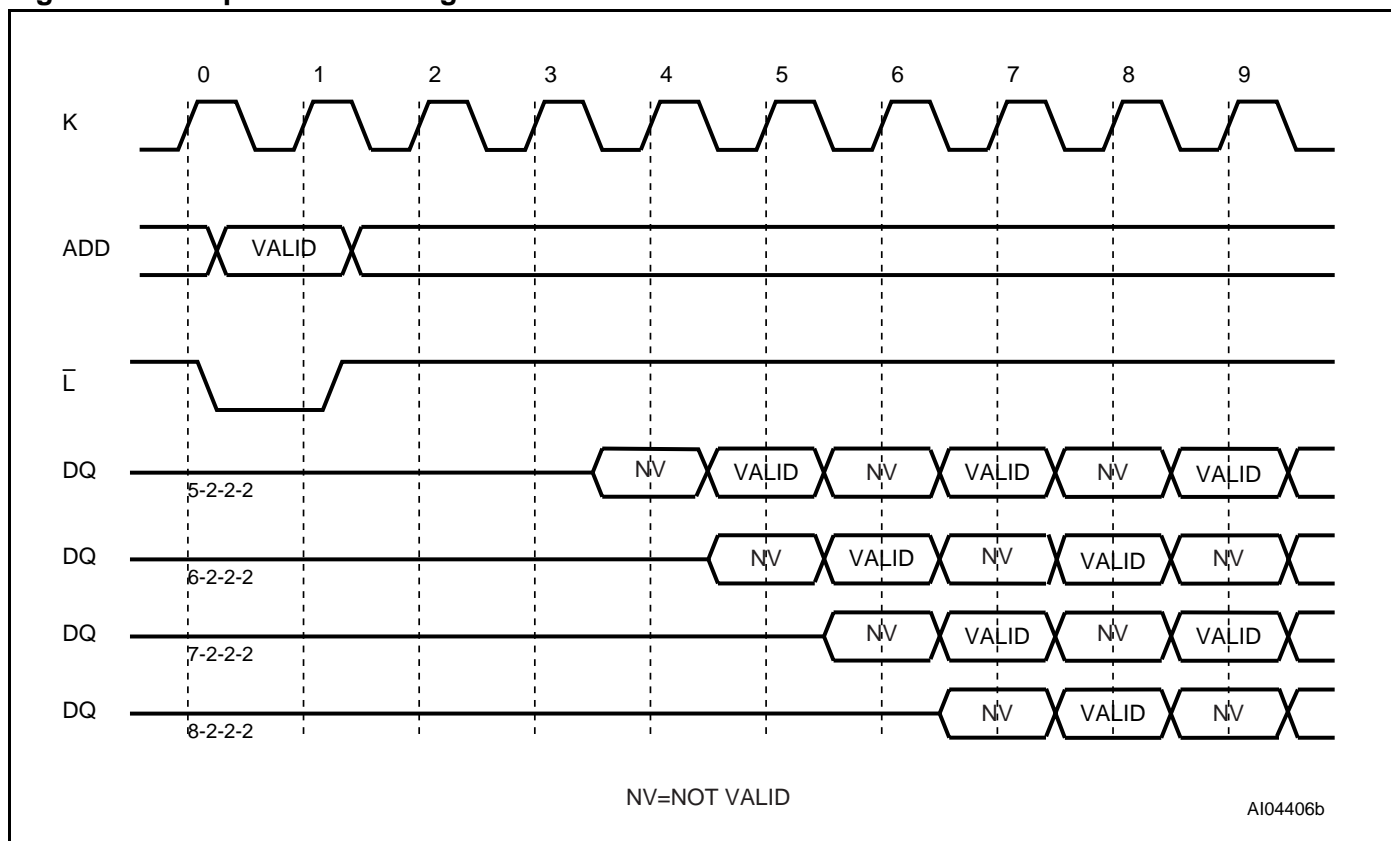 0 1 2 3 4 5 6 7 8 9
K
ADD VALID
L̅
DQ NV VALID NV VALID NV VALID
5-2-2-2
DQ NV VALID NV VALID NV
6-2-2-2
DQ NV VALID NV VALID
7-2-2-2
DQ NV VALID NV
8-2-2-2
NV=NOT VALID
AI04406b